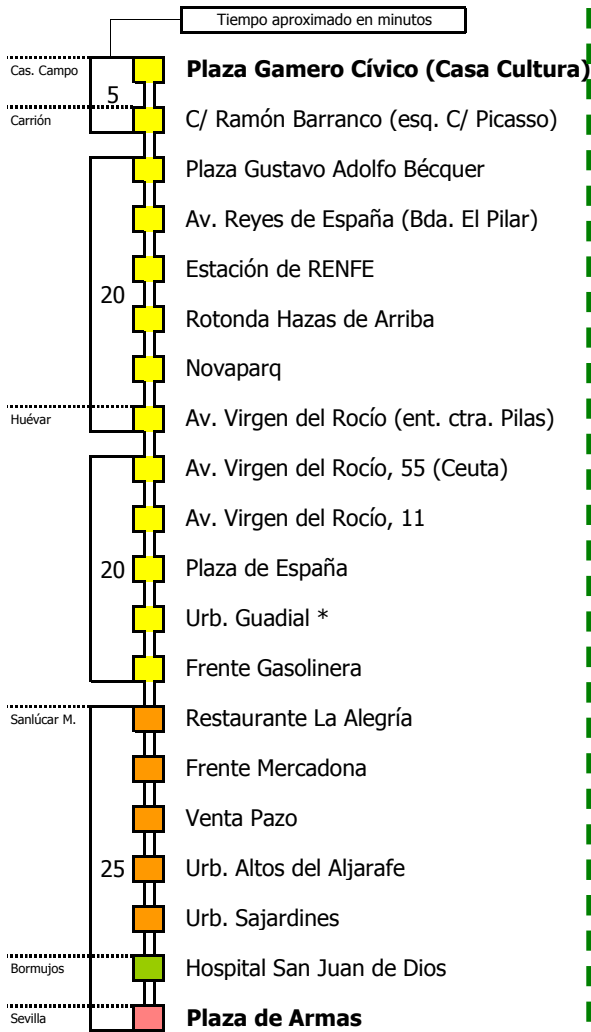 Tiempo aproximado en minutos
Cas. Campo
Plaza Gamero Cívico (Casa Cultura)
5
Carrión
C/ Ramón Barranco (esq. C/ Picasso)
Plaza Gustavo Adolfo Bécquer
Av. Reyes de España (Bda. El Pilar)
Estación de RENFE
20
Rotonda Hazas de Arriba
Novaparq
Huévar
Av. Virgen del Rocío (ent. ctra. Pilas)
Av. Virgen del Rocío, 55 (Ceuta)
Av. Virgen del Rocío, 11
20
Plaza de España
Urb. Guadial *
Frente Gasolinera
Sanlúcar M.
Restaurante La Alegría
Frente Mercadona
Venta Pazo
25
Urb. Altos del Aljarafe
Urb. Sajardines
Bormujos
Hospital San Juan de Dios
Sevilla
Plaza de Armas